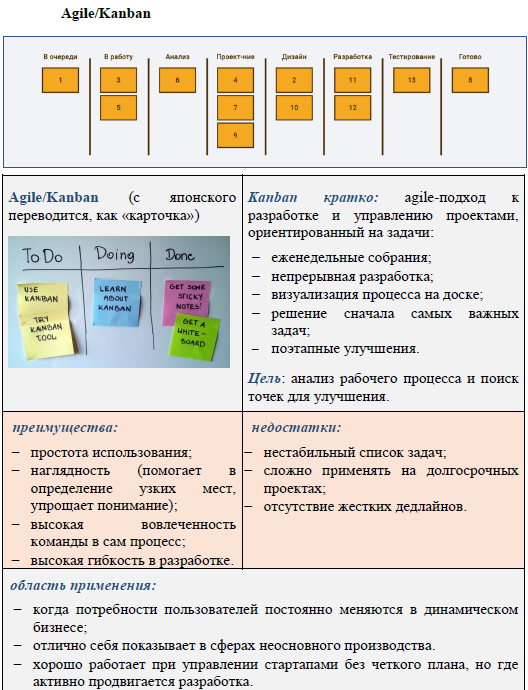 Agile/Kanban
В очереди В работу Анализ Проект-ние Дизайн Разработка Тестирование Готово
1 3 6 4 2 11 13 8
5 7 10 12
9
Agile/Kanban (с японского
переводится, как «карточка»)
To Do Doing Done
USE
KANBAN
TRY
KANBAN
TOOL
LEARN
ABOUT
KANBAN
GET SOME
STICKY
NOTES!
GET A
WHITE-
BOARD
Kanban кратко: agile-подход к
разработке и управлению проектами,
ориентированный на задачи:
– еженедельные собрания;
– непрерывная разработка;
– визуализация процесса на доске;
– решение сначала самых важных
задач;
– поэтапные улучшения.
Цель: анализ рабочего процесса и поиск
точек для улучшения.
преимущества:
– простота использования;
– наглядность (помогает в
определение узких мест,
упрощает понимание);
– высокая вовлеченность
команды в сам процесс;
– высокая гибкость в разработке.
недостатки:
– нестабильный список задач;
– сложно применять на долгосрочных
проектах;
– отсутствие жестких дедлайнов.
область применения:
– когда потребности пользователей постоянно меняются в динамическом
бизнесе;
– отлично себя показывает в сферах неосновного производства.
– хорошо работает при управлении стартапами без четкого плана, но где
активно продвигается разработка.